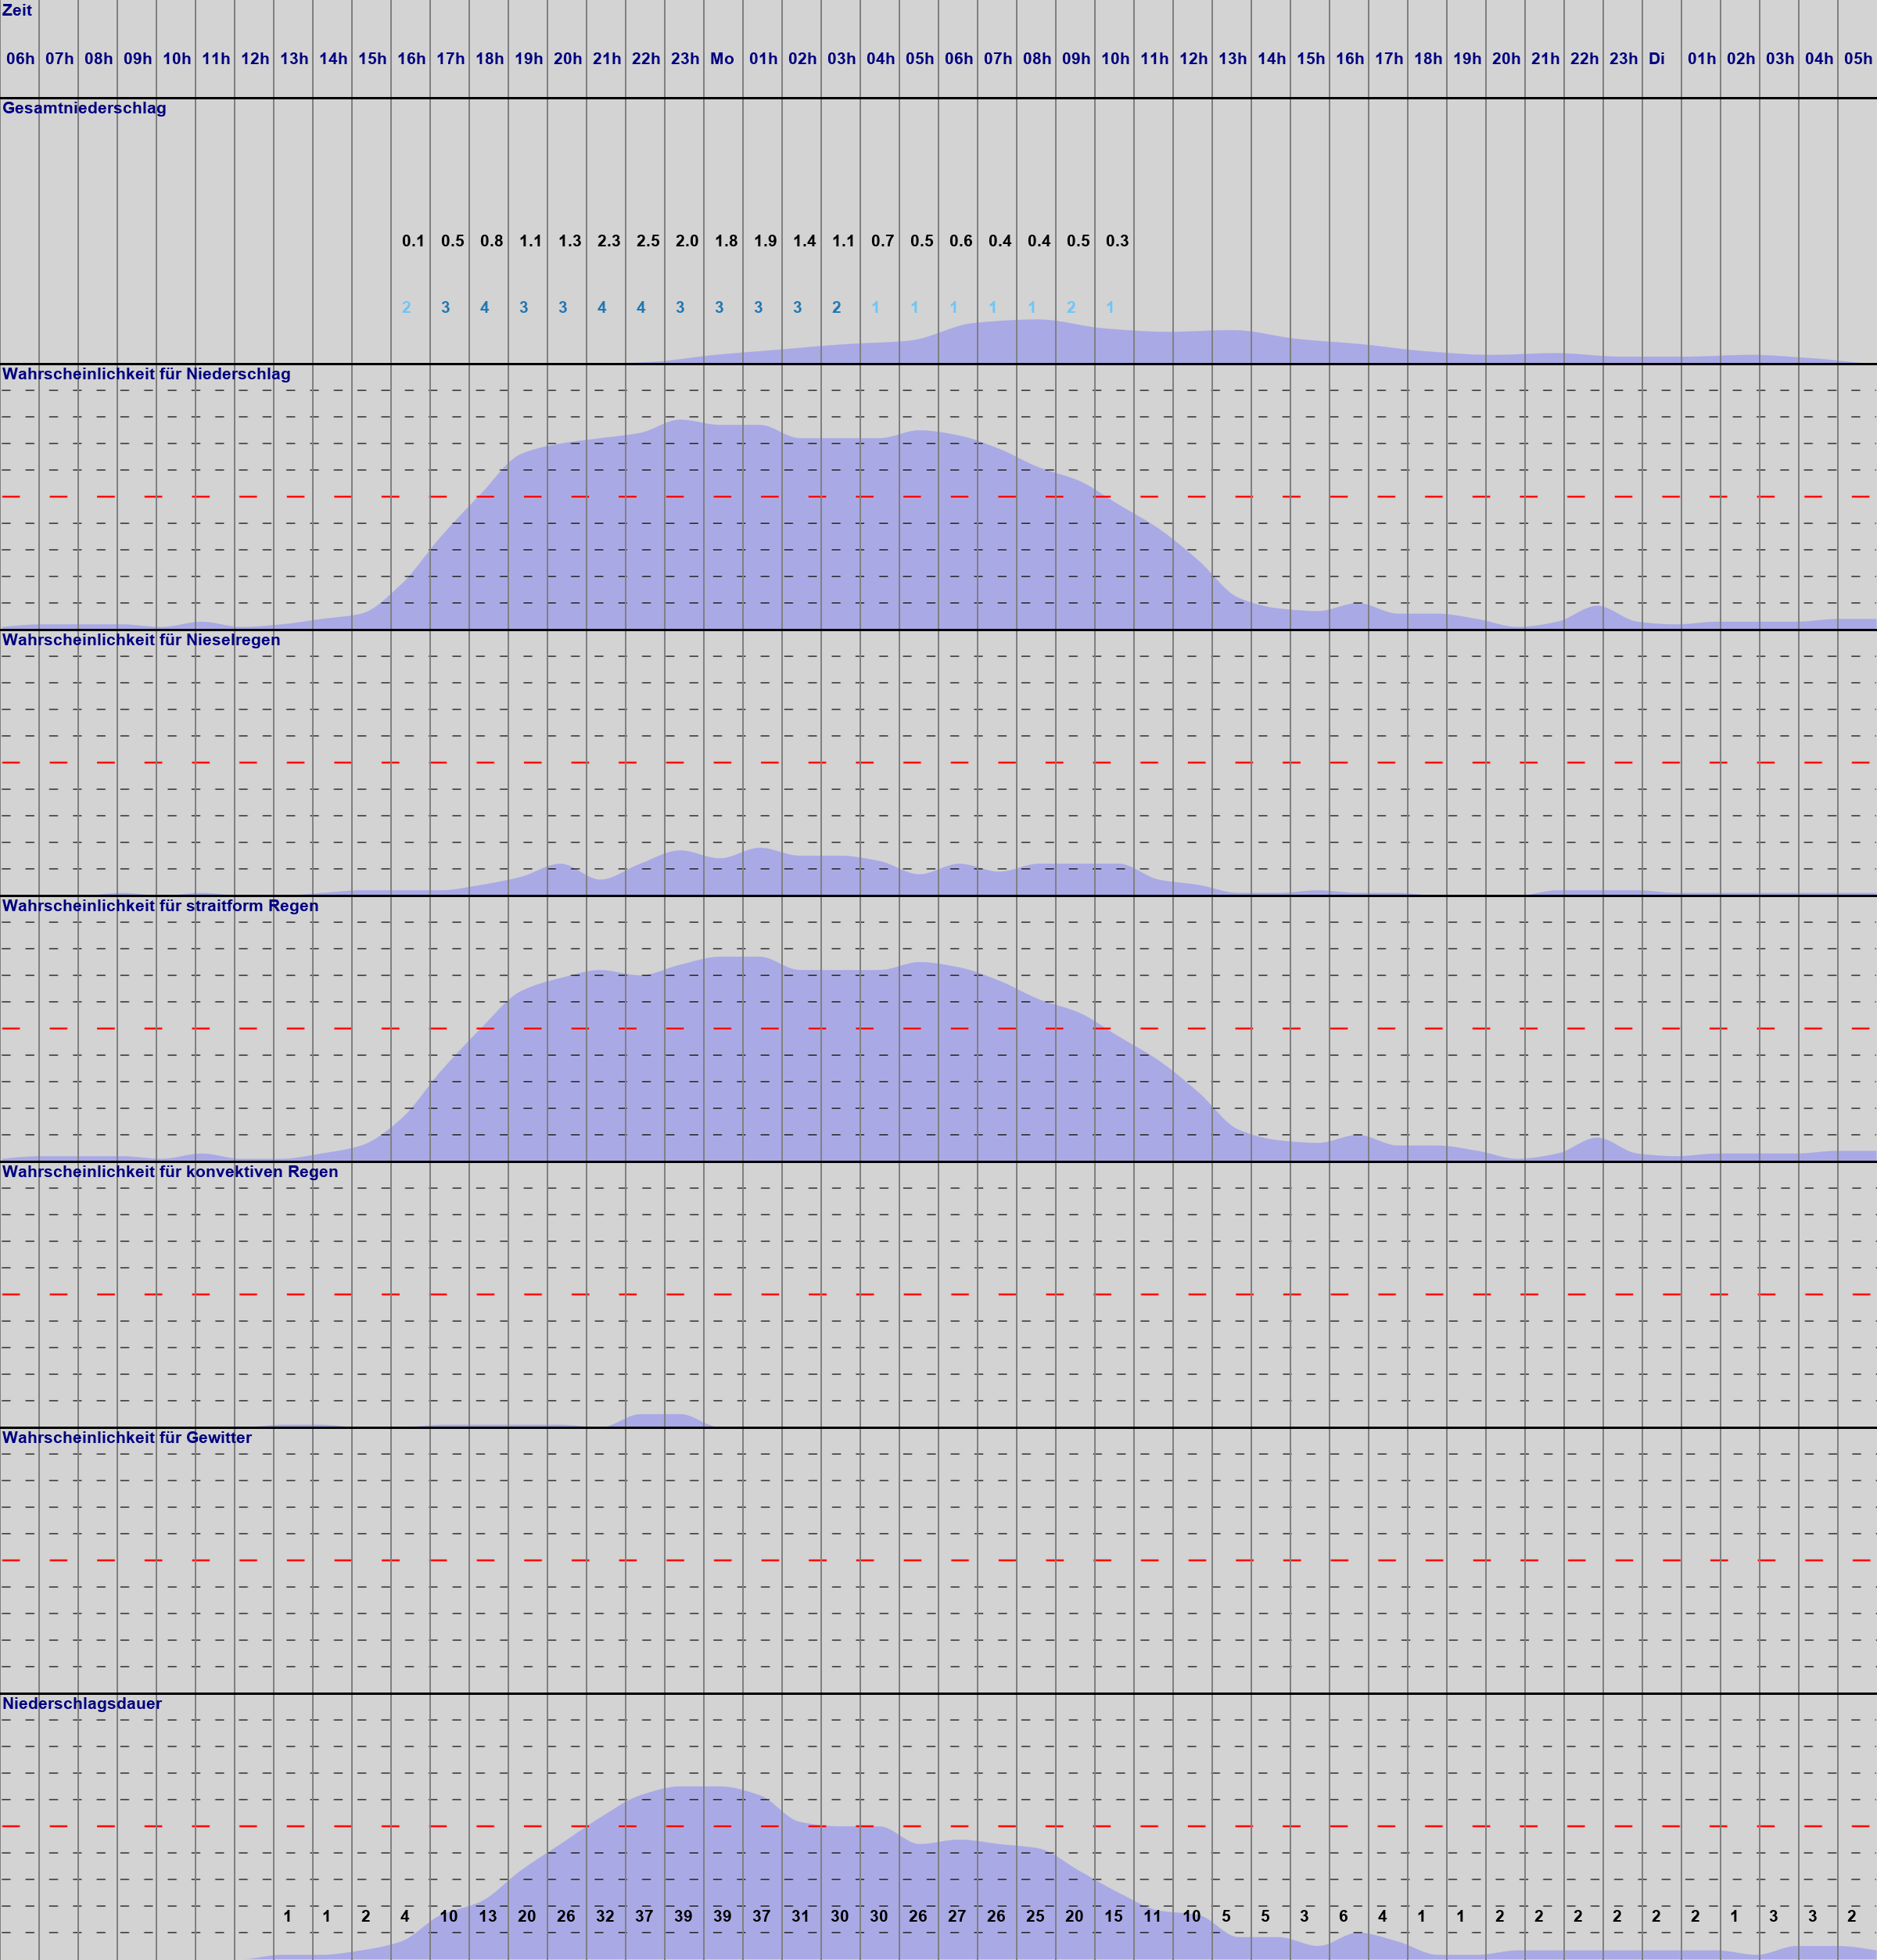 Zeit
06h 07h 08h 09h 10h 11h 12h 13h 14h 15h 16h 17h 18h 19h 20h 21h 22h 23h Mo 01h 02h 03h 04h 05h 06h 07h 08h 09h 10h 11h 12h 13h 14h 15h 16h 17h 18h 19h 20h 21h 22h 23h Di 01h 02h 03h 04h 05h
Gesamtniederschlag
0.1 0.5 0.8 1.1 1.3 2.3 2.5 2.0 1.8 1.9 1.4 1.1 0.7 0.5 0.6 0.4 0.4 0.5 0.3
2 3 4 3 3 4 4 3 3 3 3 2 1 1 1 1 1 2 1
Wahrscheinlichkeit für Niederschlag
Wahrscheinlichkeit für Nieselregen
Wahrscheinlichkeit für straitform Regen
Wahrscheinlichkeit für konvektiven Regen
Wahrscheinlichkeit für Gewitter
Niederschlagsdauer
1 1 2 4 10 13 20 26 32 37 39 39 37 31 30 30 26 27 26 25 20 15 11 10 5 5 3 6 4 1 1 2 2 2 2 2 2 1 3 3 2